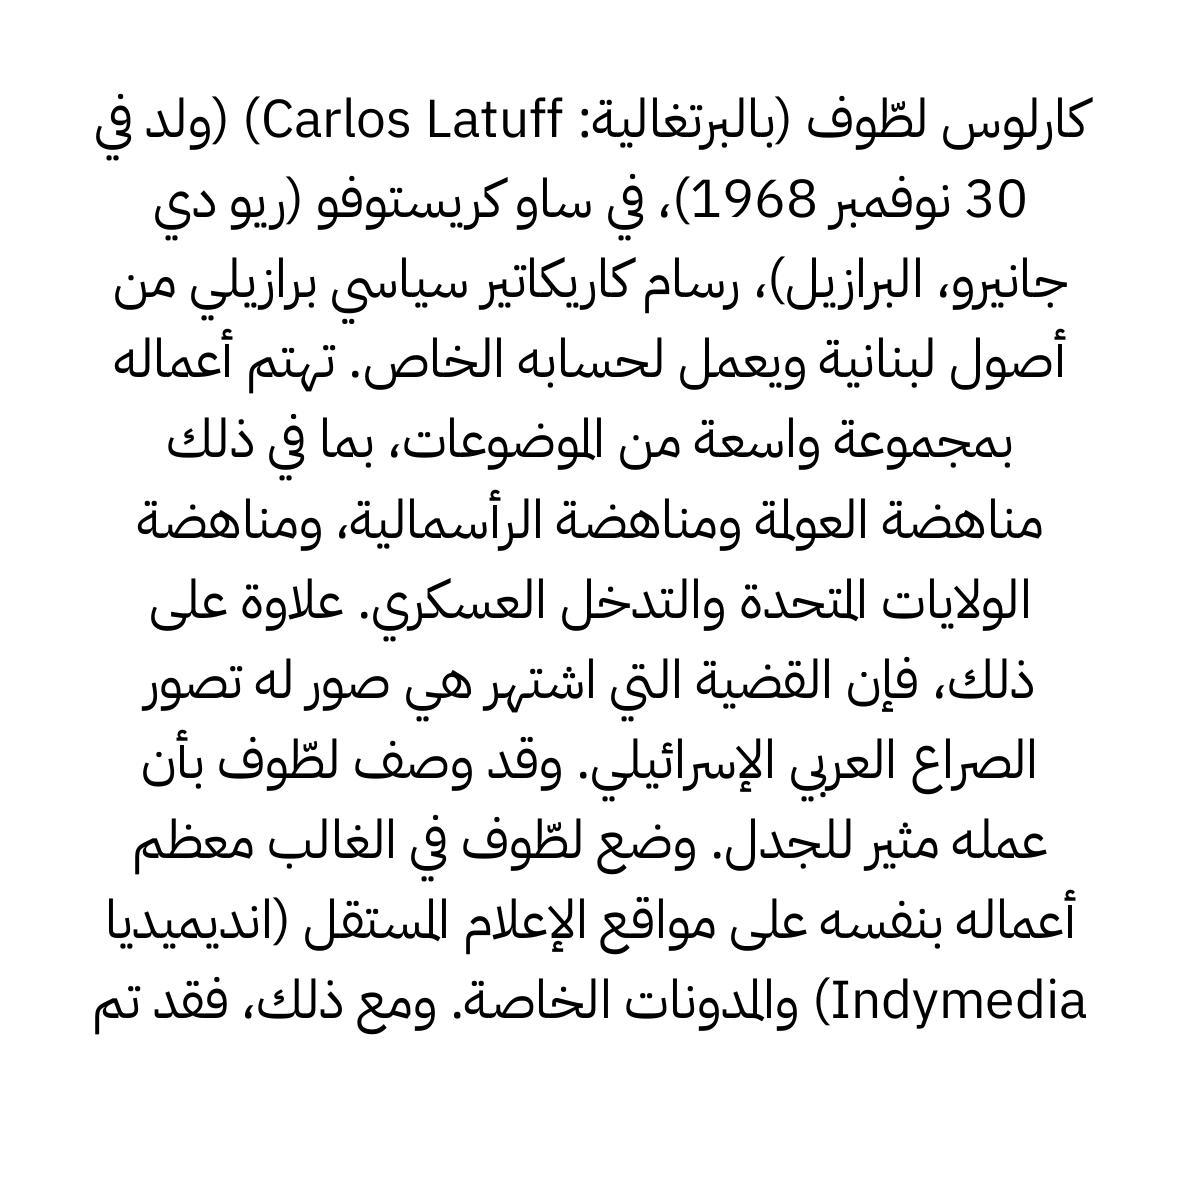 كارلوس لطّوف (بالبرتغالية: Carlos Latuff) (ولد في
30 نوفمبر 1968)، في ساو كريستوفو (ريو دي
جانيرو، البرازيل)، رسام كاريكاتير سياسي برازيلي من
أصول لبنانية ويعمل لحسابه الخاص. تهتم أعماله
بمجموعة واسعة من الموضوعات، بما في ذلك
مناهضة العولمة ومناهضة الرأسمالية، ومناهضة
الولايات المتحدة والتدخل العسكري. علاوة على
ذلك، فإن القضية التي اشتهر هي صور له تصور
الصراع العربي الإسرائيلي. وقد وصف لطّوف بأن
عمله مثير للجدل. وضع لطّوف في الغالب معظم
أعماله بنفسه على مواقع الإعلام المستقل (انديميديا
Indymedia) والمدونات الخاصة. ومع ذلك، فقد تم